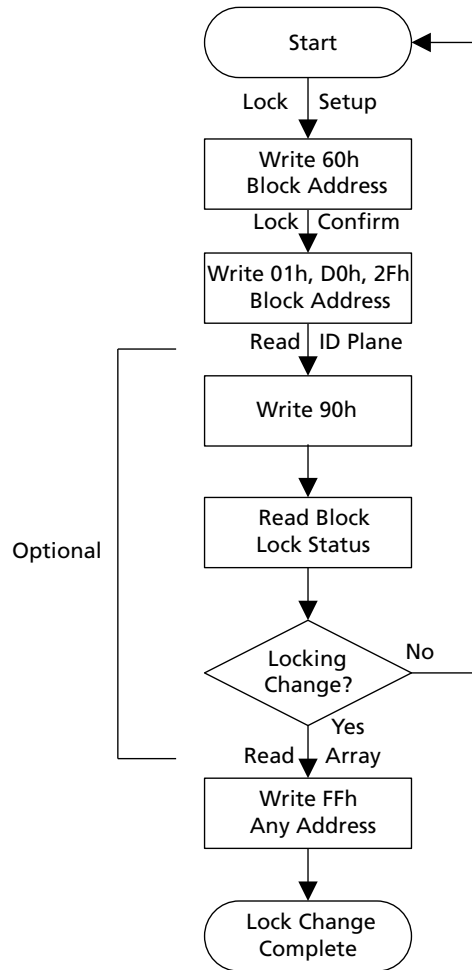 Start
Lock Setup
Write 60h
Block Address
Lock Confirm
Write 01h, D0h, 2Fh
Block Address
Read ID Plane
Write 90h
Read Block
Lock Status
Optional
Locking
Change?
No
Yes
Read Array
Write FFh
Any Address
Lock Change
Complete